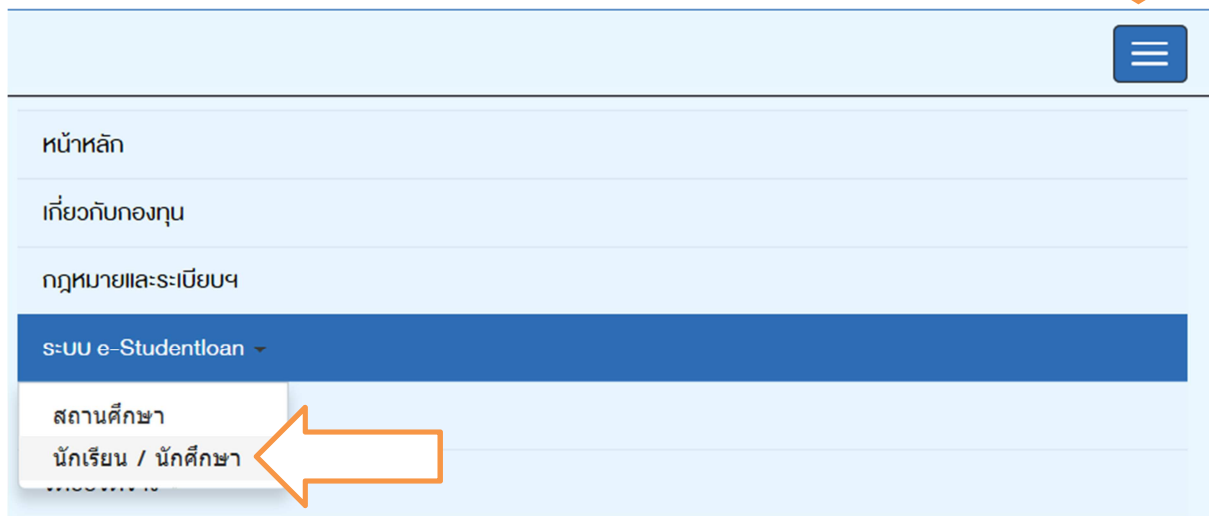 หน้าหลัก
เกี่ยวกับกองทุน
กฎหมายและระเบียบฯ
ระบบ e-Studentloan
สถานศึกษา
นักเรียน / นักศึกษา